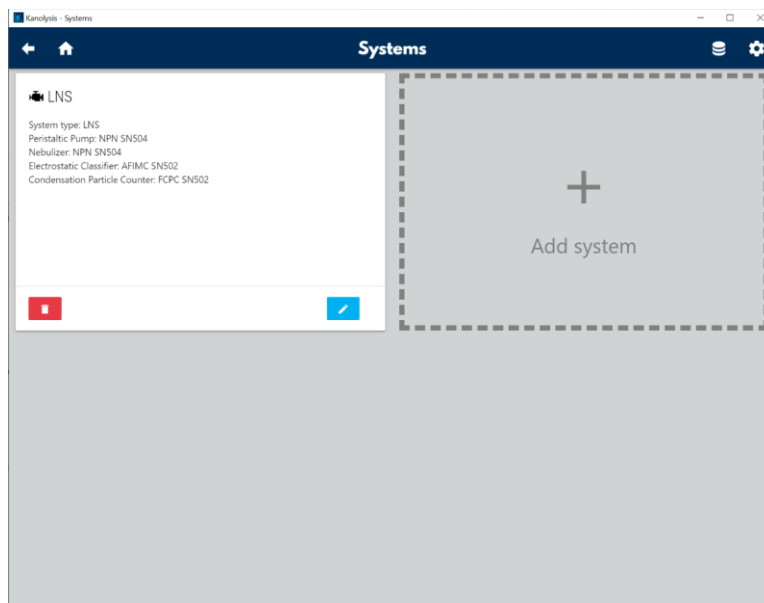 Kanolysis - Systems
Systems
LNS
System type: LNS
Peristaltic Pump: NPN SN504
Nebulizer: NPN SN504
Electrostatic Classifier: AFIMC SN502
Condensation Particle Counter: FCPC SN502
Add system